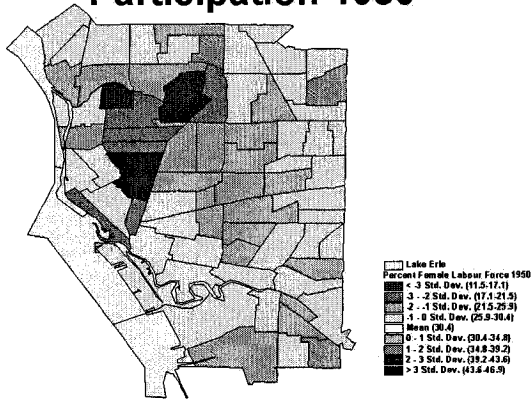 Participation 1950
Lake Erie
Percent Female Labour Force 1950
< -3 Std. Dev. (11.5-17.1)
-3 - -2 Std. Dev. (17.1-21.5)
-2 - -1 Std. Dev. (21.5-25.9)
-1 - 0 Std. Dev. (25.9-30.4)
Mean (30.4)
0 - 1 Std. Dev. (30.4-34.8)
1 - 2 Std. Dev. (34.8-39.2)
2 - 3 Std. Dev. (39.2-43.6)
> 3 Std. Dev. (43.6-46.9)